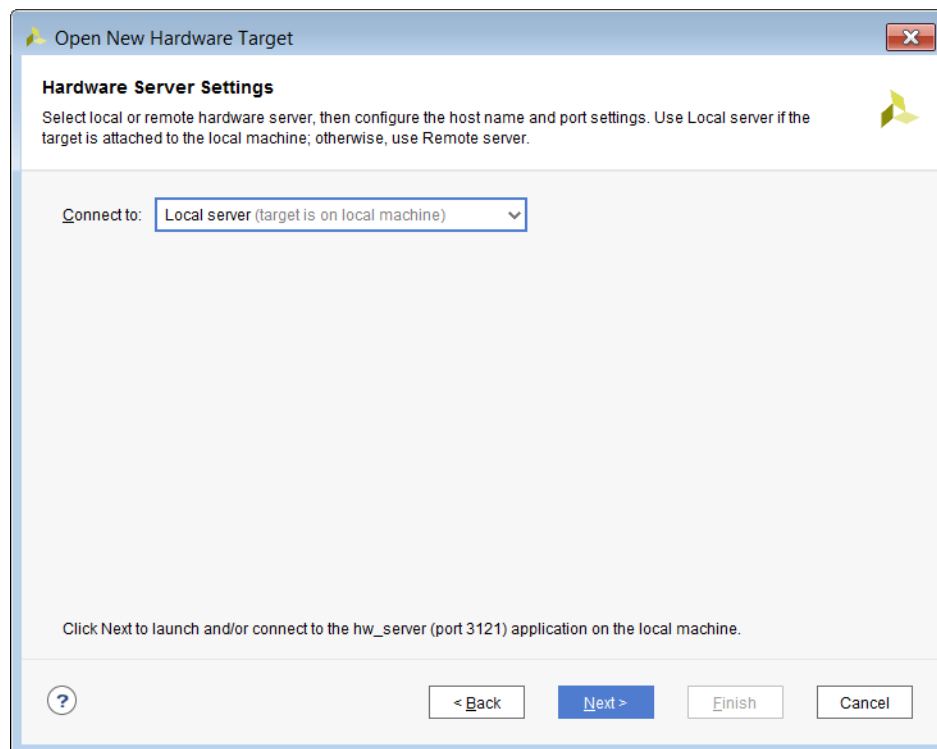 Open New Hardware Target
Hardware Server Settings
Select local or remote hardware server, then configure the host name and port settings. Use Local server if the
target is attached to the local machine; otherwise, use Remote server.
Connect to: Local server (target is on local machine)
Click Next to launch and/or connect to the hw_server (port 3121) application on the local machine.
? < Back Next > Finish Cancel